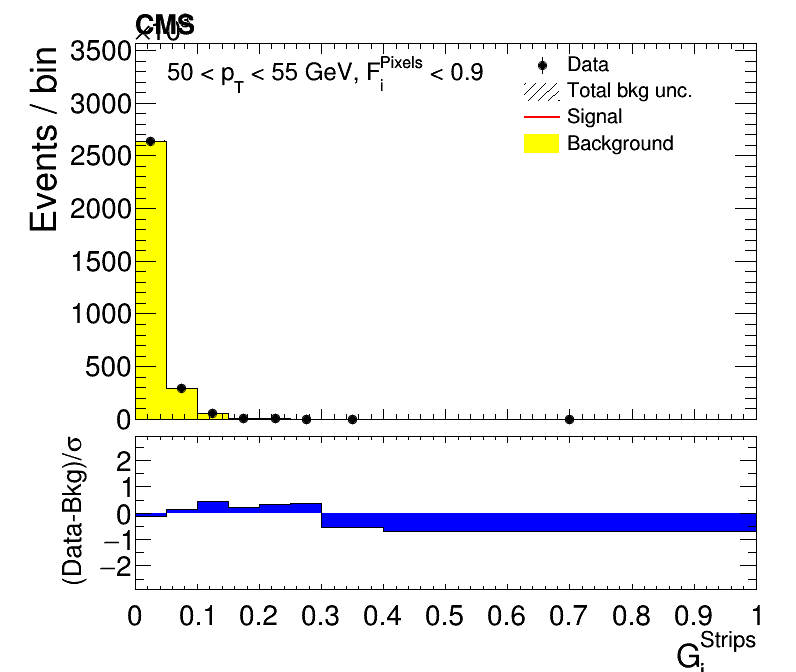 CMS
×10³
3500
3000
2500
2000
1500
1000
500
0
Events / bin
50 < p_T < 55 GeV, F_i^Pixels < 0.9
Data
Total bkg unc.
Signal
Background
2
1
0
−1
−2
(Data-Bkg)/σ
0 0.1 0.2 0.3 0.4 0.5 0.6 0.7 0.8 0.9 1
G_i^Strips